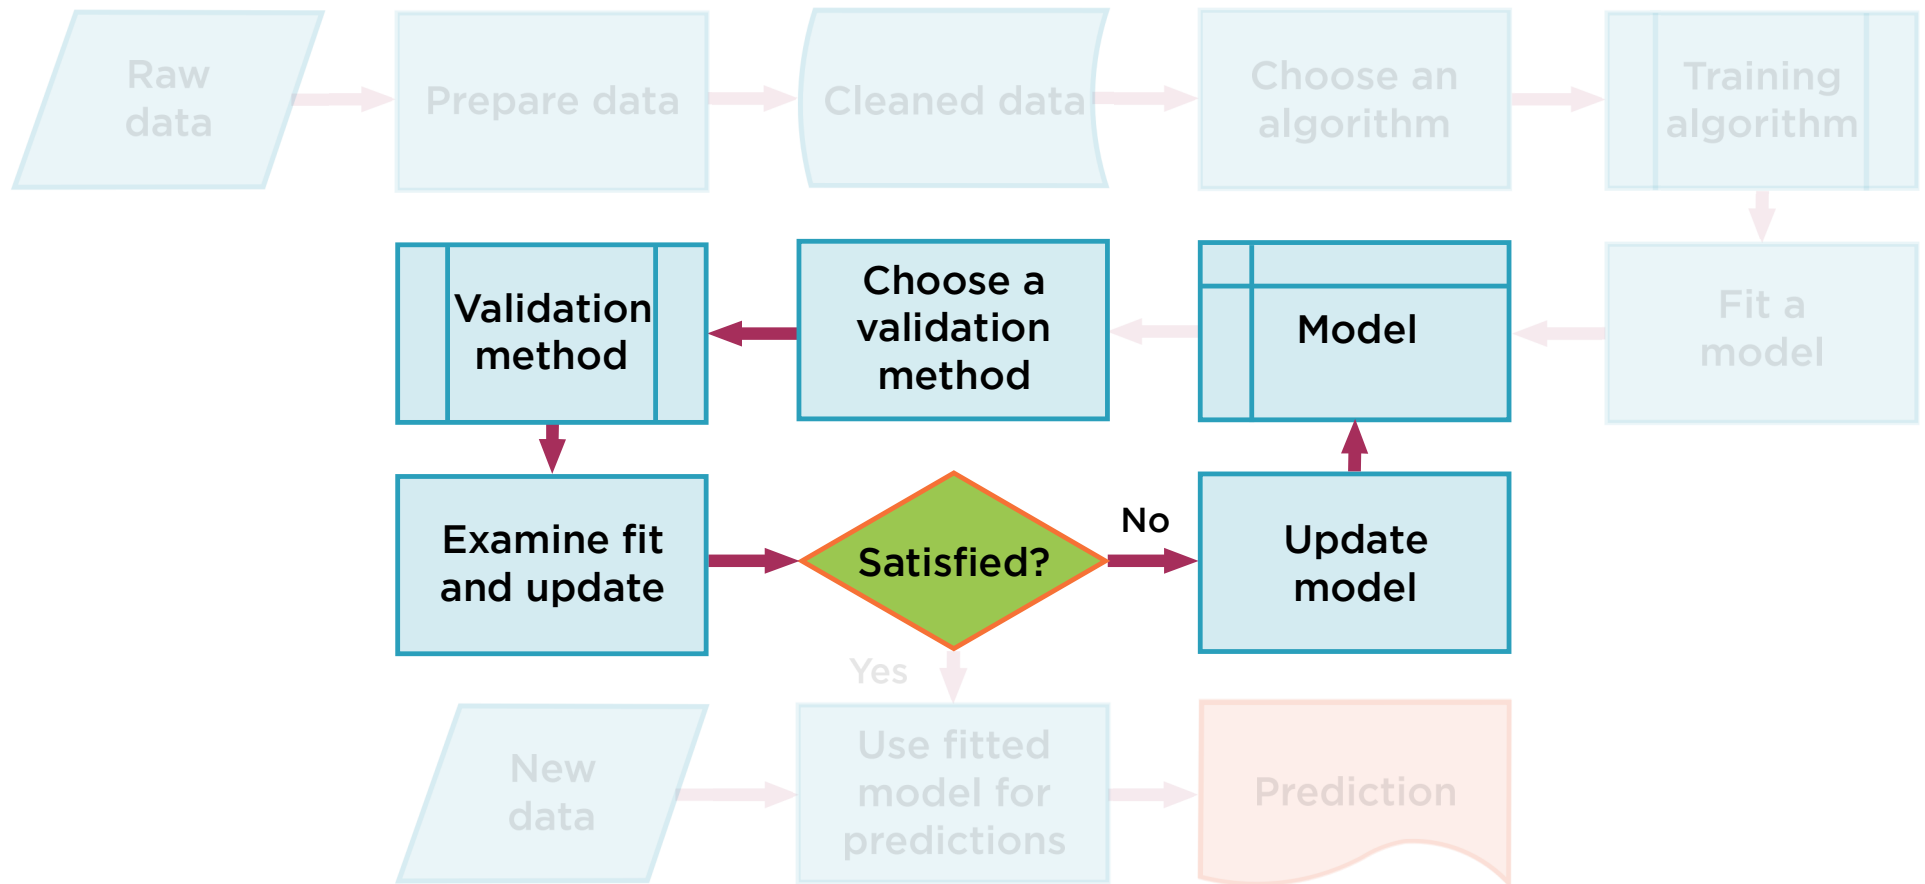 Raw
data
Prepare data
Cleaned data
Choose an
algorithm
Training
algorithm
Validation
method
Choose a
validation
method
Model
Fit a
model
Examine fit
and update
Satisfied?
No
Update
model
Yes
New
data
Use fitted
model for
predictions
Prediction